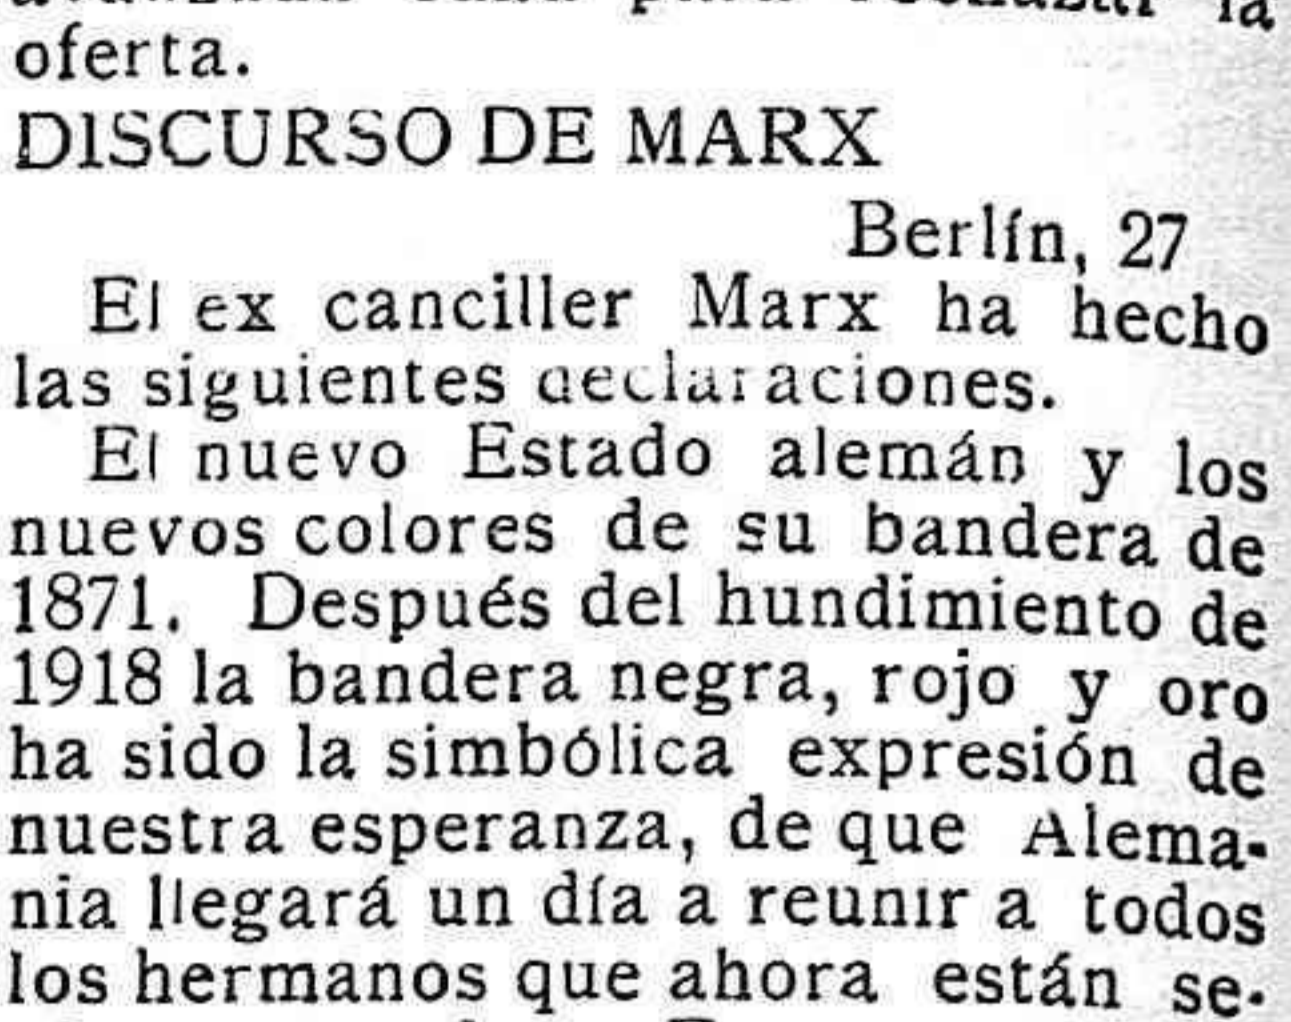 la
oferta.
DISCURSO DE MARX
Berlín, 27
El ex canciller Marx ha hecho
las siguientes declaraciones.
El nuevo Estado alemán y los
nuevos colores de su bandera de
1871. Después del hundimiento de
1918 la bandera negra, rojo y oro
ha sido la simbólica expresión de
nuestra esperanza, de que Alema-
nia llegará un día a reunir a todos
los hermanos que ahora están se-